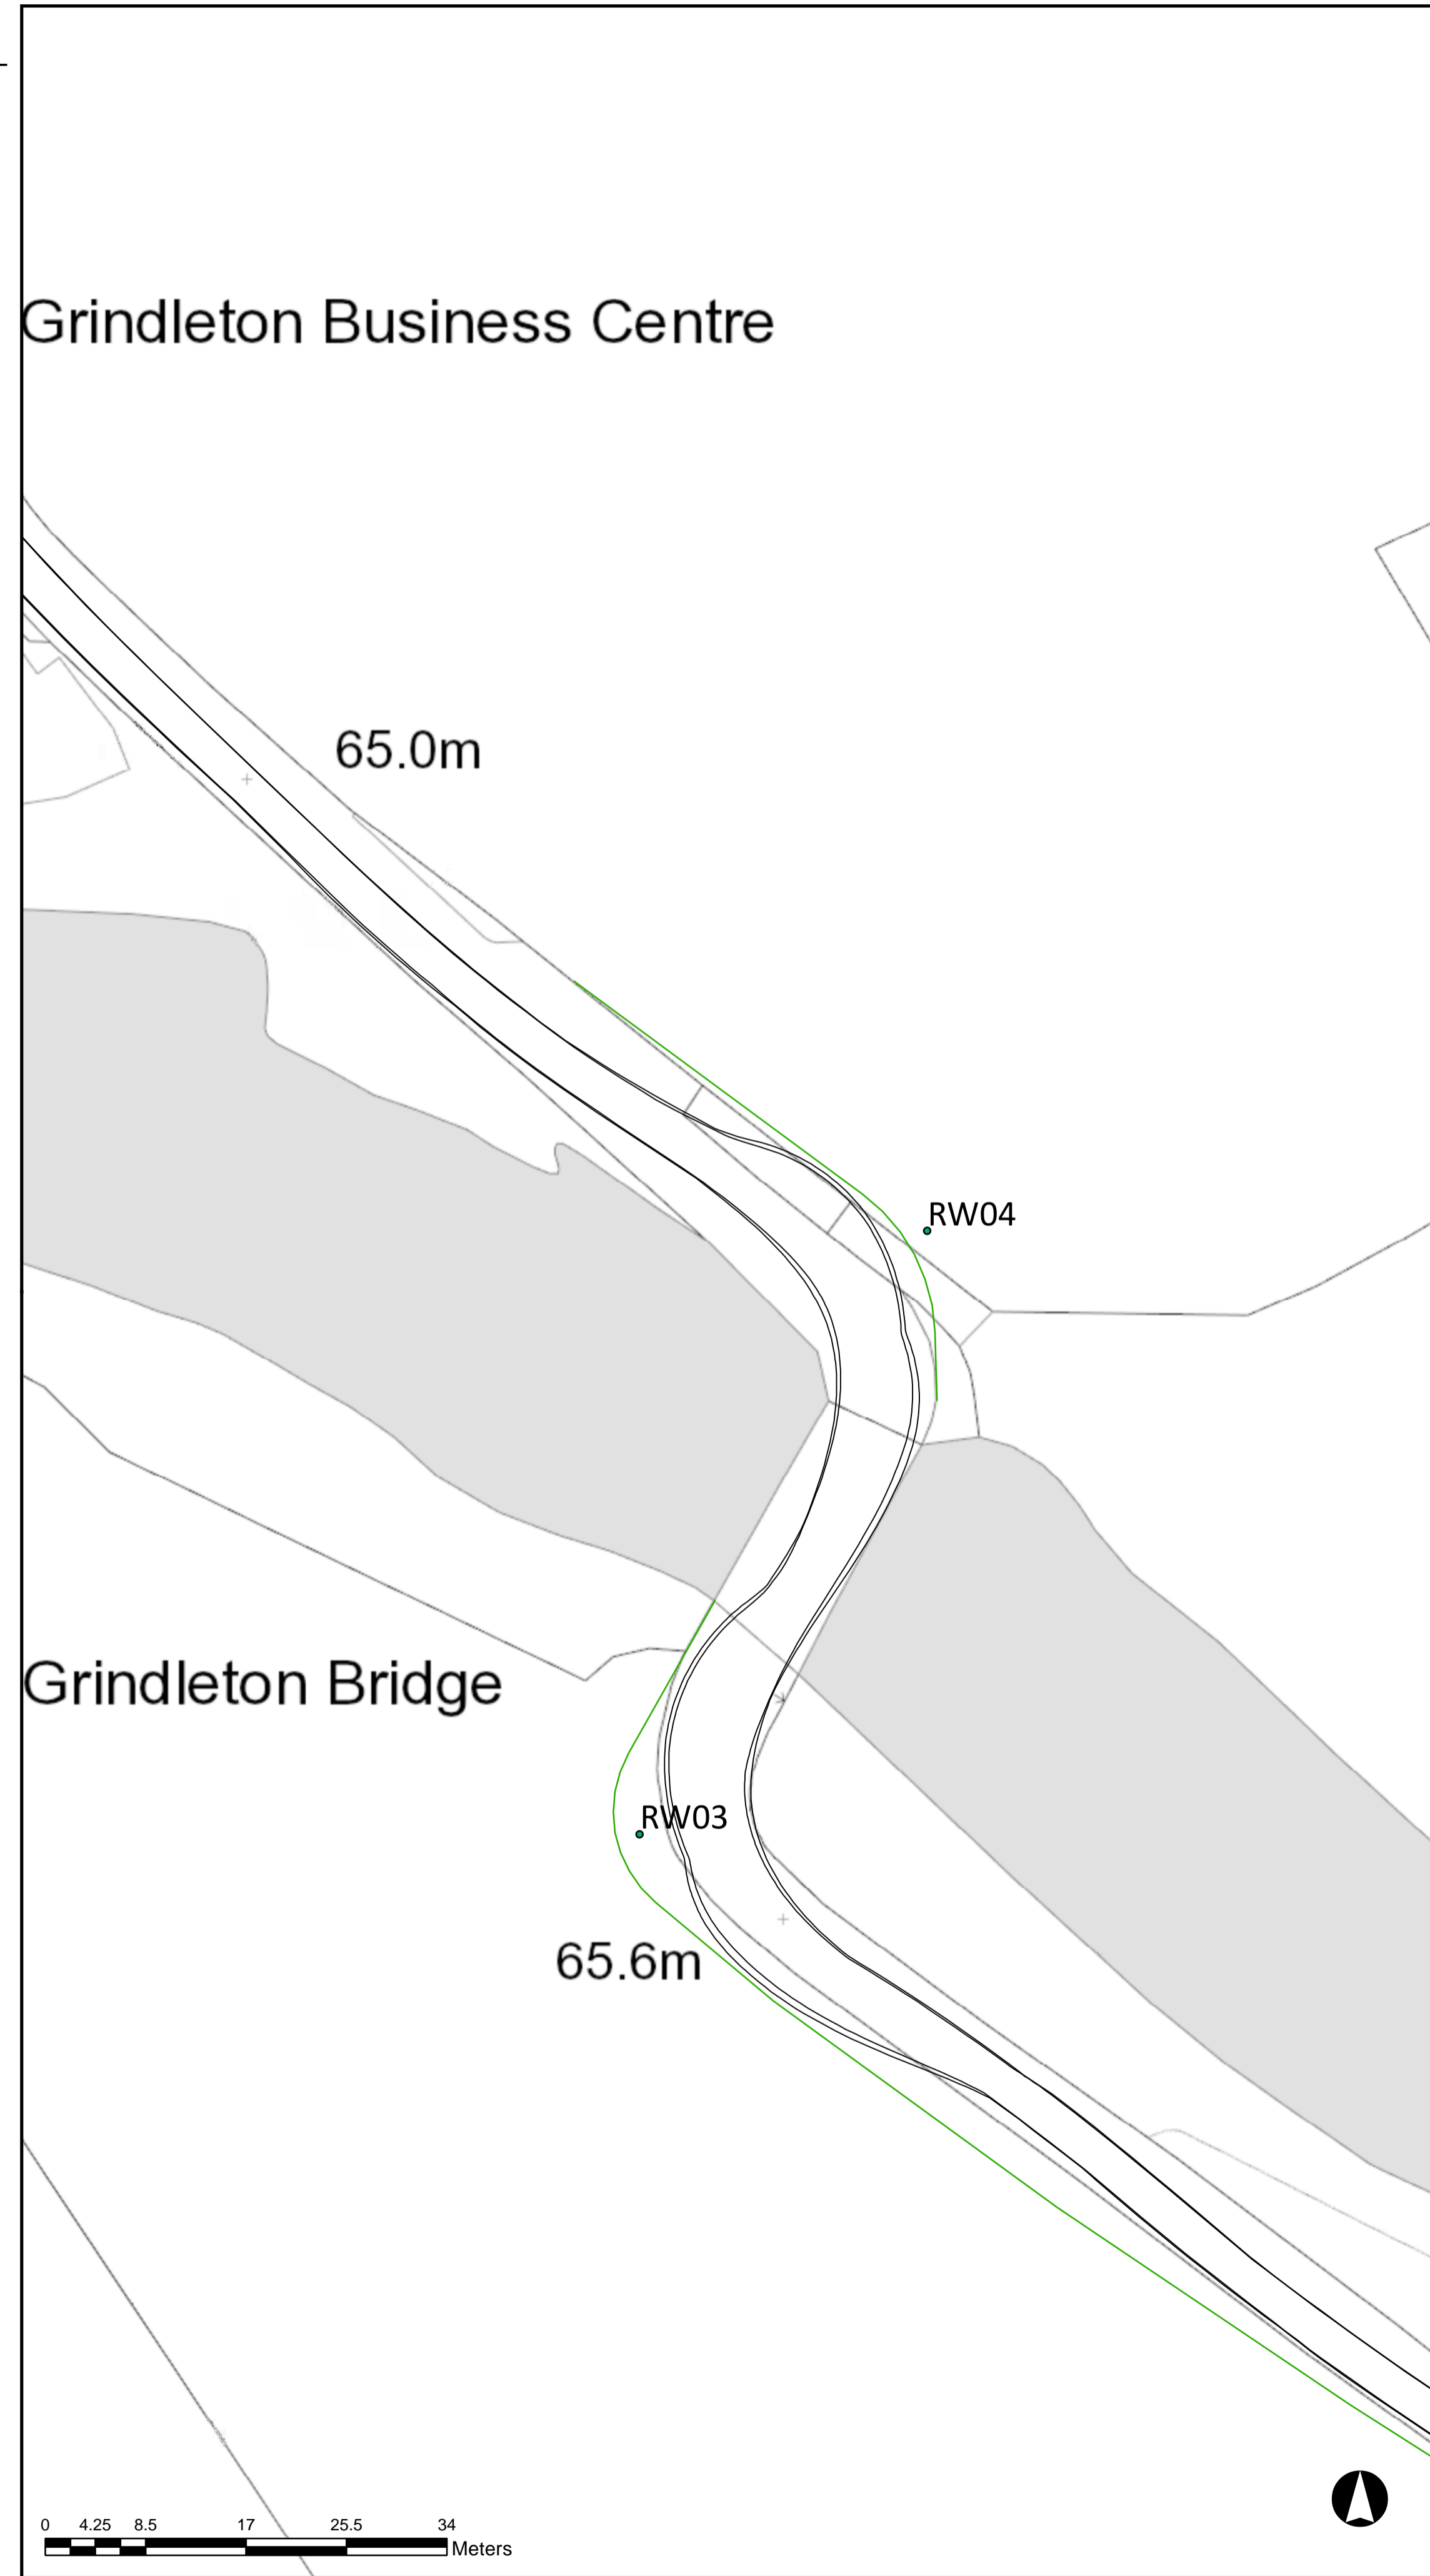 Grindleton Business Centre
65.0m
RW04
Grindleton Bridge
RW03
65.6m
0 4.25 8.5 17 25.5 34
Meters